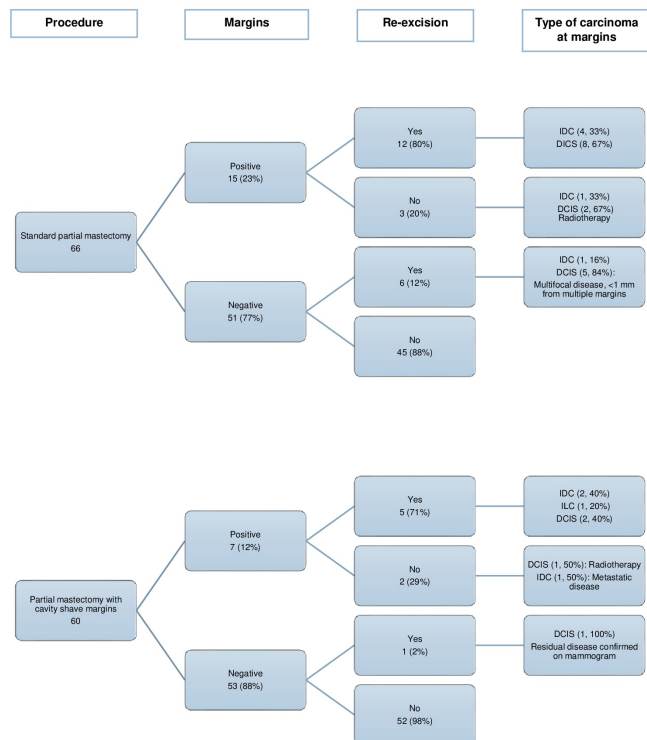 Procedure
Margins
Re-excision
Type of carcinoma
at margins
Standard partial mastectomy
66
Positive
15 (23%)
Yes
12 (80%)
IDC (4, 33%)
DICS (8, 67%)
No
3 (20%)
IDC (1, 33%)
DCIS (2, 67%)
Radiotherapy
Negative
51 (77%)
Yes
6 (12%)
IDC (1, 16%)
DCIS (5, 84%):
Multifocal disease, <1 mm
from multiple margins
No
45 (88%)
Partial mastectomy with
cavity shave margins
60
Positive
7 (12%)
Yes
5 (71%)
IDC (2, 40%)
ILC (1, 20%)
DCIS (2, 40%)
No
2 (29%)
DCIS (1, 50%): Radiotherapy
IDC (1, 50%): Metastatic
disease
Negative
53 (88%)
Yes
1 (2%)
DCIS (1, 100%)
Residual disease confirmed
on mammogram
No
52 (98%)